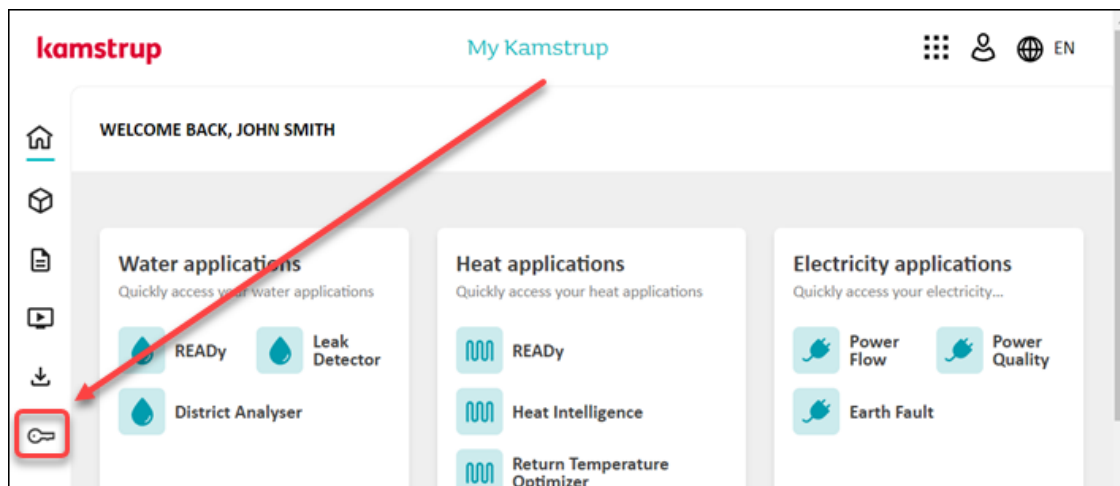 kamstrup
My Kamstrup
EN
WELCOME BACK, JOHN SMITH
Water applications
Quickly access your water applications
READy
Leak
Detector
District Analyser
Heat applications
Quickly access your heat applications
READy
Heat Intelligence
Return Temperature
Optimizer
Electricity applications
Quickly access your electricity...
Power
Flow
Power
Quality
Earth Fault